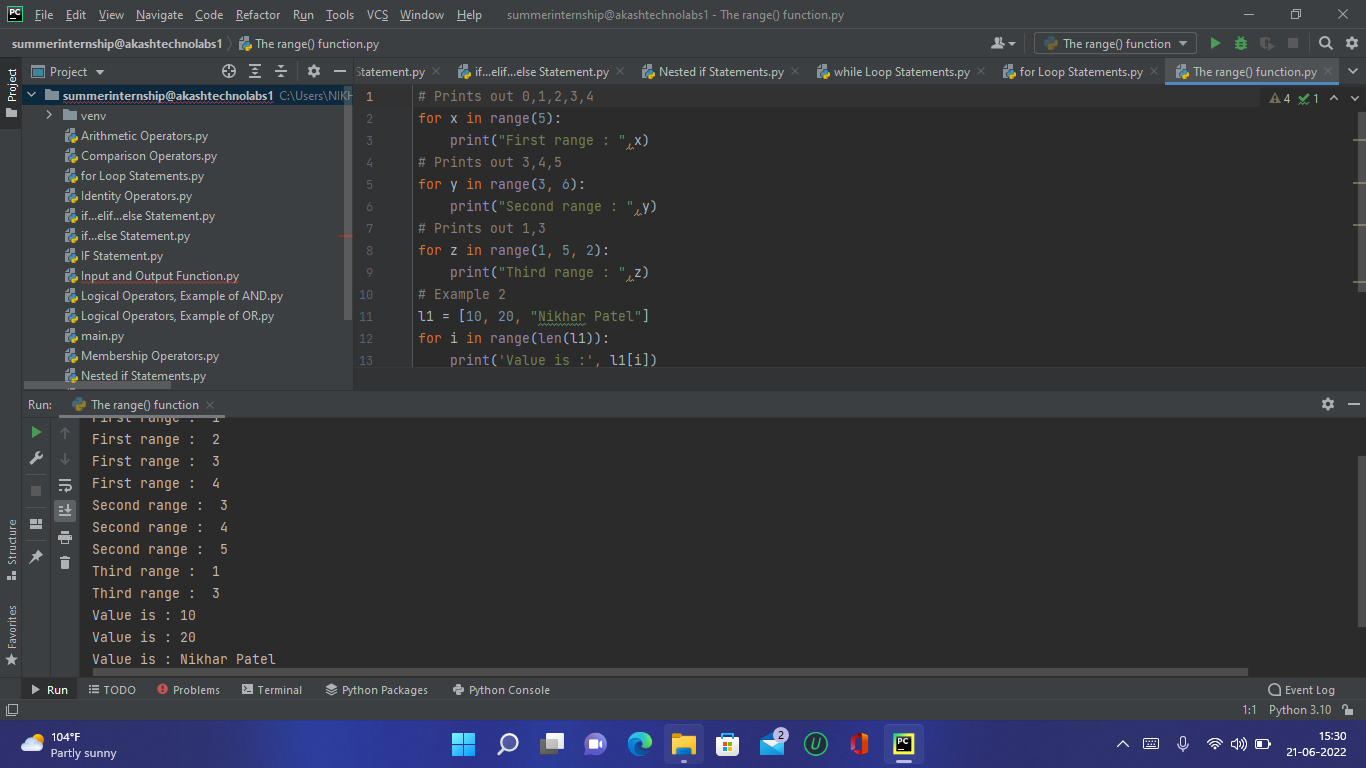 PC File Edit View Navigate Code Refactor Run Tools VCS Window Help summerinternship@akashtechnolabs1 - The range() function.py
summerinternship@akashtechnolabs1 The range() function.py The range() function
Project Statement.py if...elif...else Statement.py Nested if Statements.py while Loop Statements.py for Loop Statements.py The range() function.py
Project
summerinternship@akashtechnolabs1 C:\Users\NIKH
venv
Arithmetic Operators.py
Comparison Operators.py
for Loop Statements.py
Identity Operators.py
if...elif...else Statement.py
if...else Statement.py
IF Statement.py
Input and Output Function.py
Logical Operators, Example of AND.py
Logical Operators, Example of OR.py
main.py
Membership Operators.py
Nested if Statements.py
4 1
1 # Prints out 0,1,2,3,4
2 for x in range(5):
3 print("First range : ",x)
4 # Prints out 3,4,5
5 for y in range(3, 6):
6 print("Second range : ",y)
7 # Prints out 1,3
8 for z in range(1, 5, 2):
9 print("Third range : ",z)
10 # Example 2
11 l1 = [10, 20, "Nikhar Patel"]
12 for i in range(len(l1)):
13 print('Value is :', l1[i])
Run: The range() function
First range :  1
First range :  2
First range :  3
First range :  4
Second range :  3
Second range :  4
Second range :  5
Third range :  1
Third range :  3
Value is : 10
Value is : 20
Value is : Nikhar Patel
Structure
Favorites
Run TODO Problems Terminal Python Packages Python Console Event Log
1:1 Python 3.10
104°F
Partly sunny
2
U
PC
15:30
21-06-2022